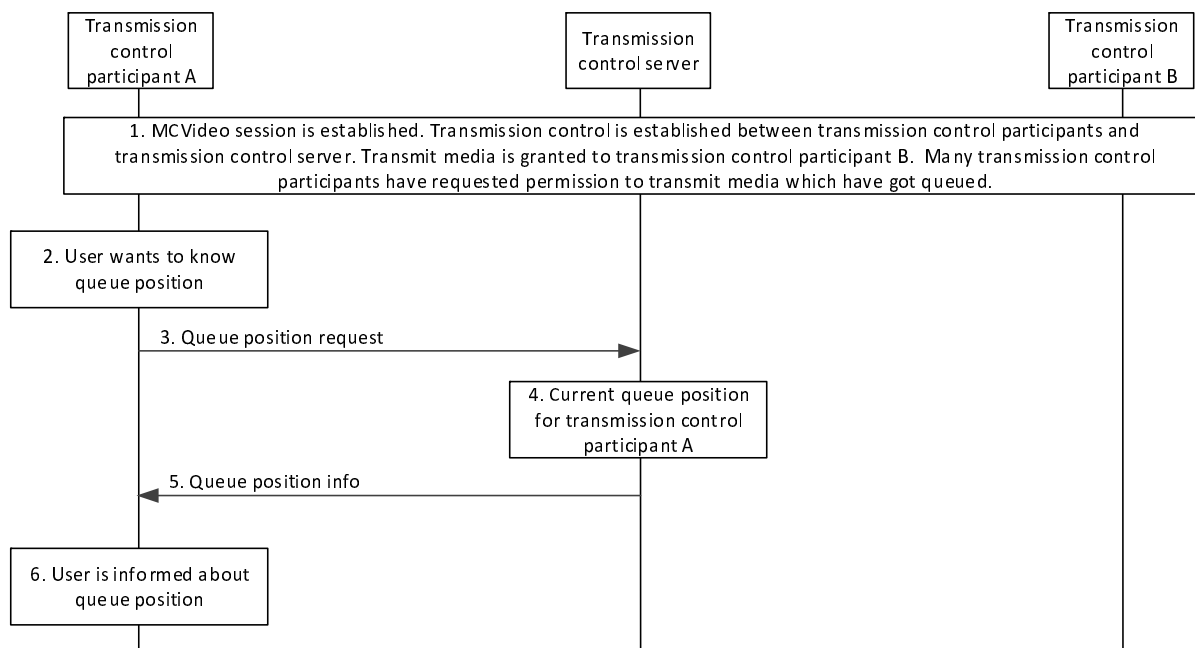 Transmission
control
participant A
Transmission
control server
Transmission
control
participant B
1. MCVideo session is established. Transmission control is established between transmission control participants and
transmission control server. Transmit media is granted to transmission control participant B. Many transmission control
participants have requested permission to transmit media which have got queued.
2. User wants to know
queue position
3. Queue position request
4. Current queue position
for transmission control
participant A
5. Queue position info
6. User is informed about
queue position